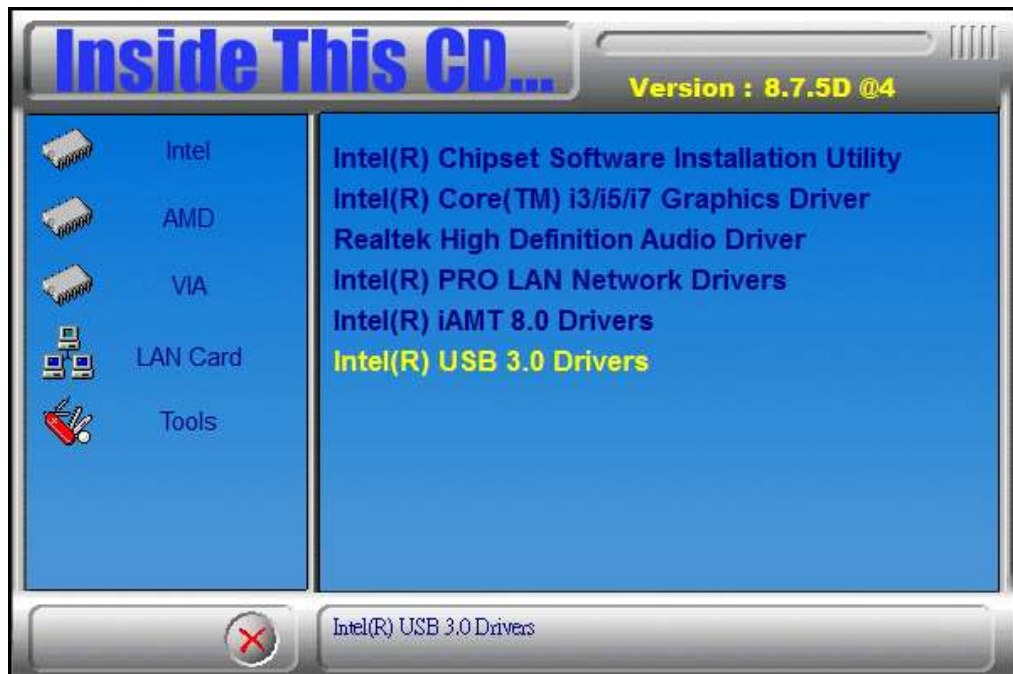 Inside This CD...
Version : 8.7.5D @4
Intel
AMD
VIA
LAN Card
Tools
Intel(R) Chipset Software Installation Utility
Intel(R) Core(TM) i3/i5/i7 Graphics Driver
Realtek High Definition Audio Driver
Intel(R) PRO LAN Network Drivers
Intel(R) iAMT 8.0 Drivers
Intel(R) USB 3.0 Drivers
Intel(R) USB 3.0 Drivers